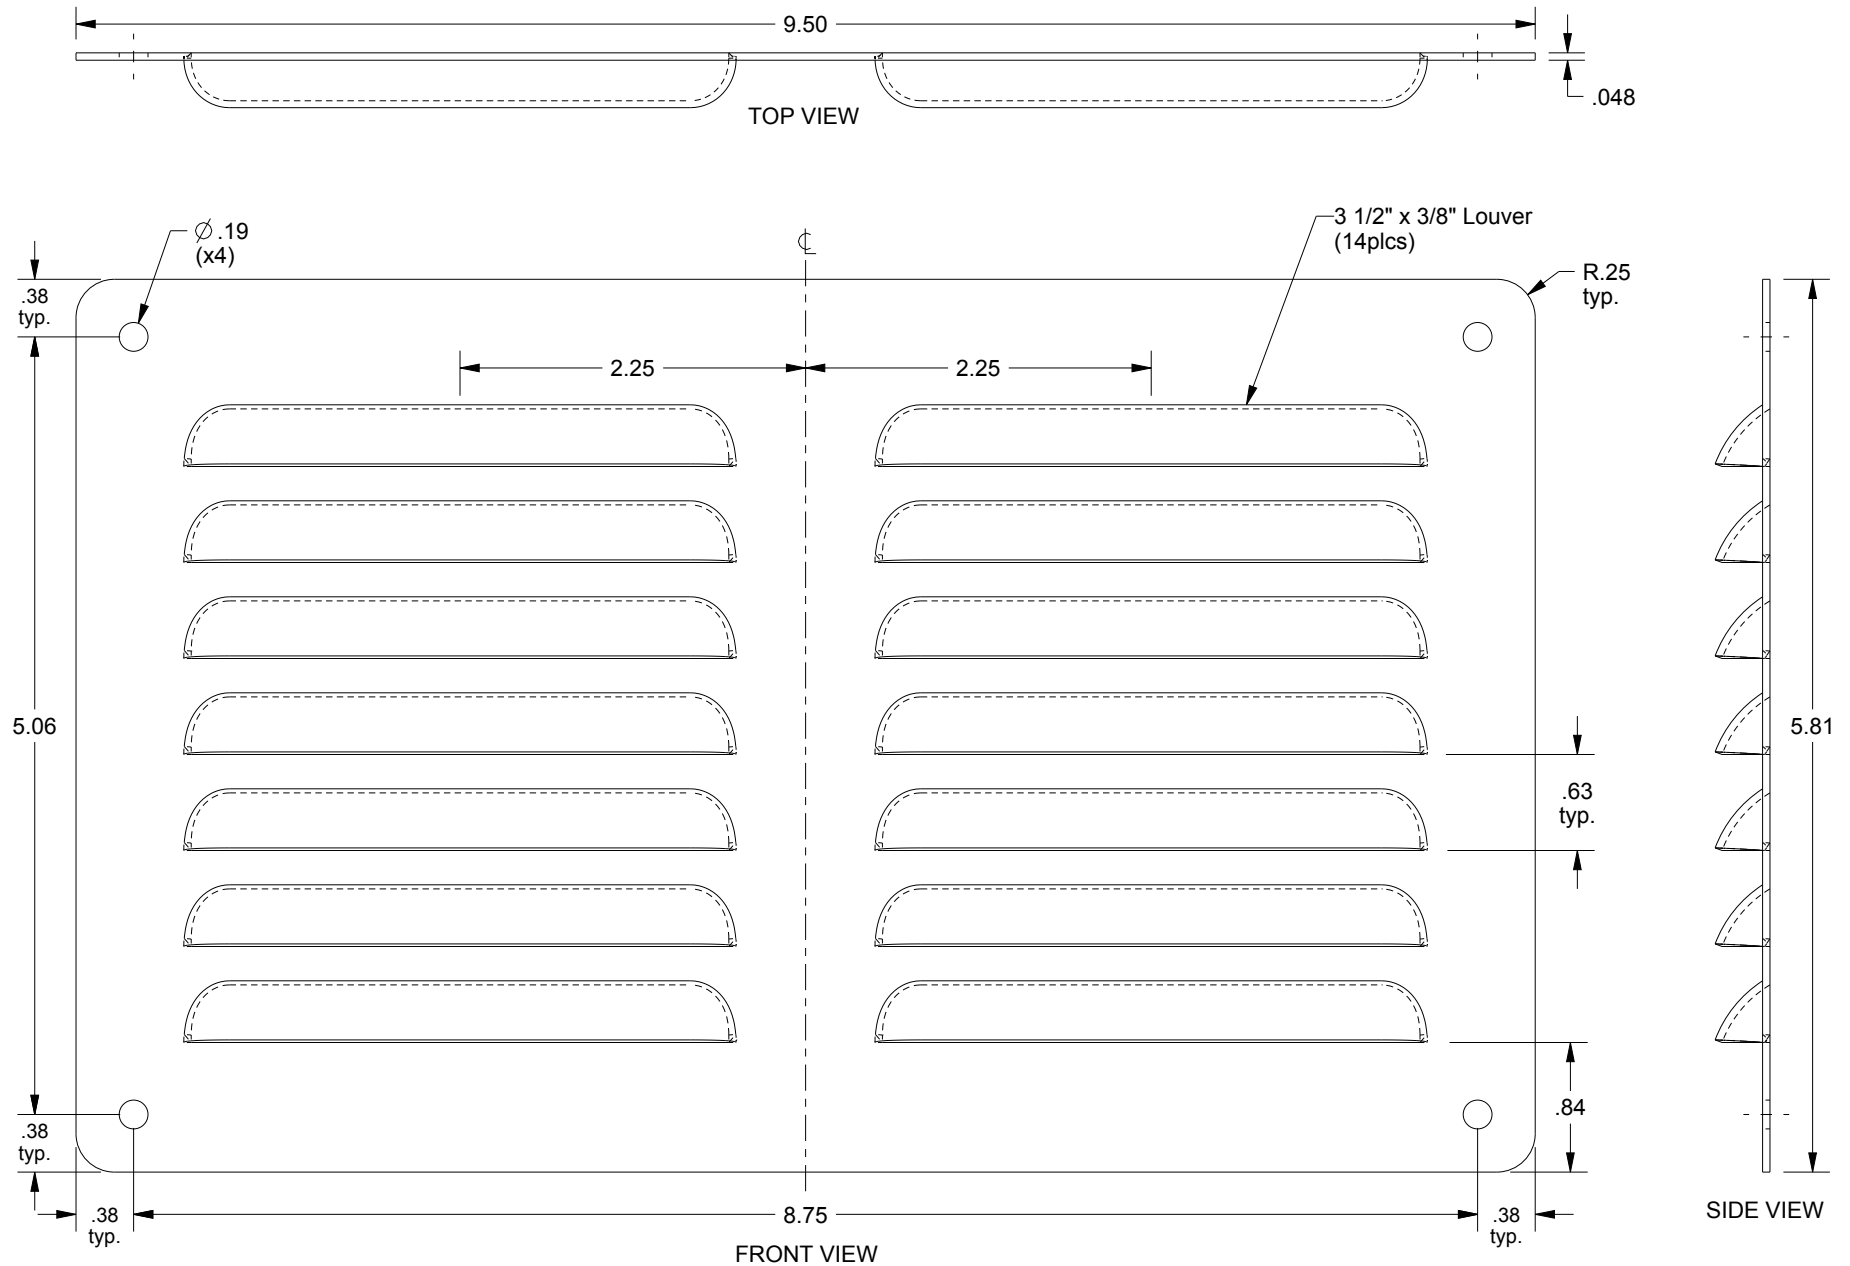 9.50
.048
TOP VIEW
Ø .19
(x4)
℄
3 1/2" x 3/8" Louver
(14plcs)
R.25
typ.
.38
typ.
2.25
2.25
5.06
5.81
.63
typ.
.84
.38
typ.
.38
typ.
8.75
.38
typ.
FRONT VIEW
SIDE VIEW